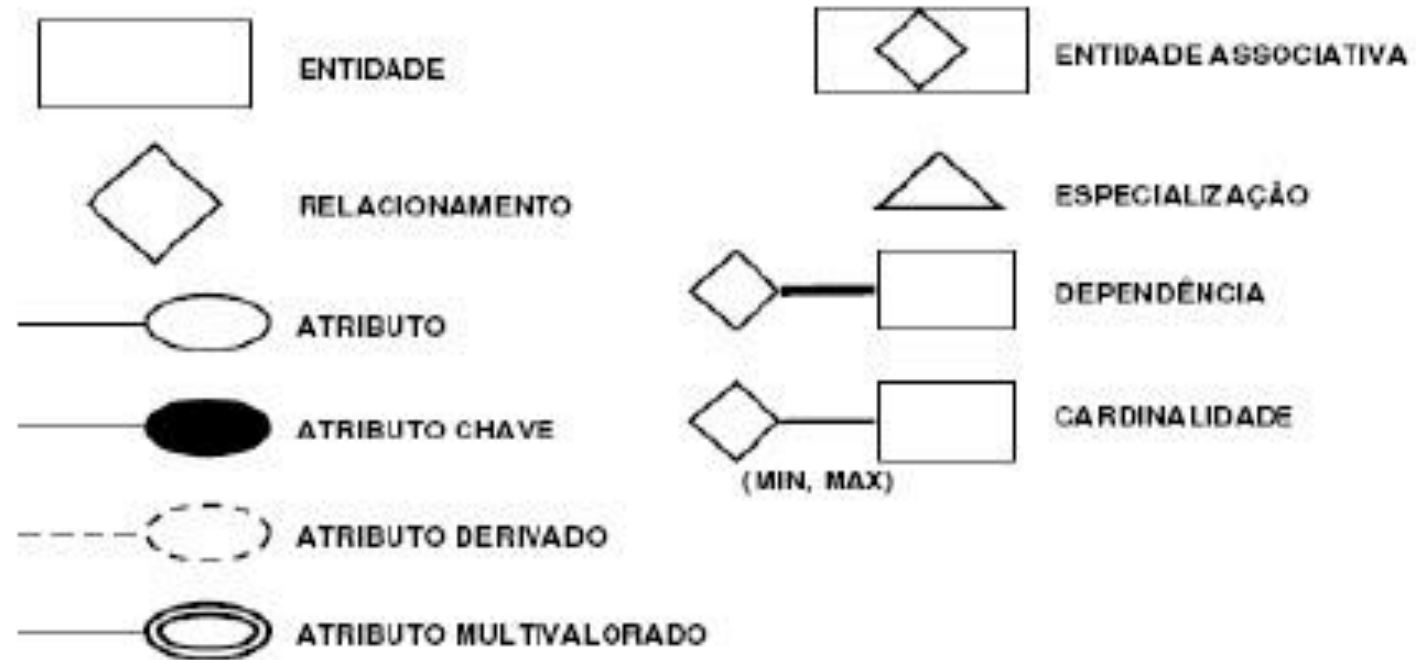 ENTIDADE
RELACIONAMENTO
ATRIBUTO
ATRIBUTO CHAVE
ATRIBUTO DERIVADO
ATRIBUTO MULTIVALORADO
ENTIDADE ASSOCIATIVA
ESPECIALIZAÇÃO
DEPENDÊNCIA
CARDINALIDADE
(MIN, MAX)